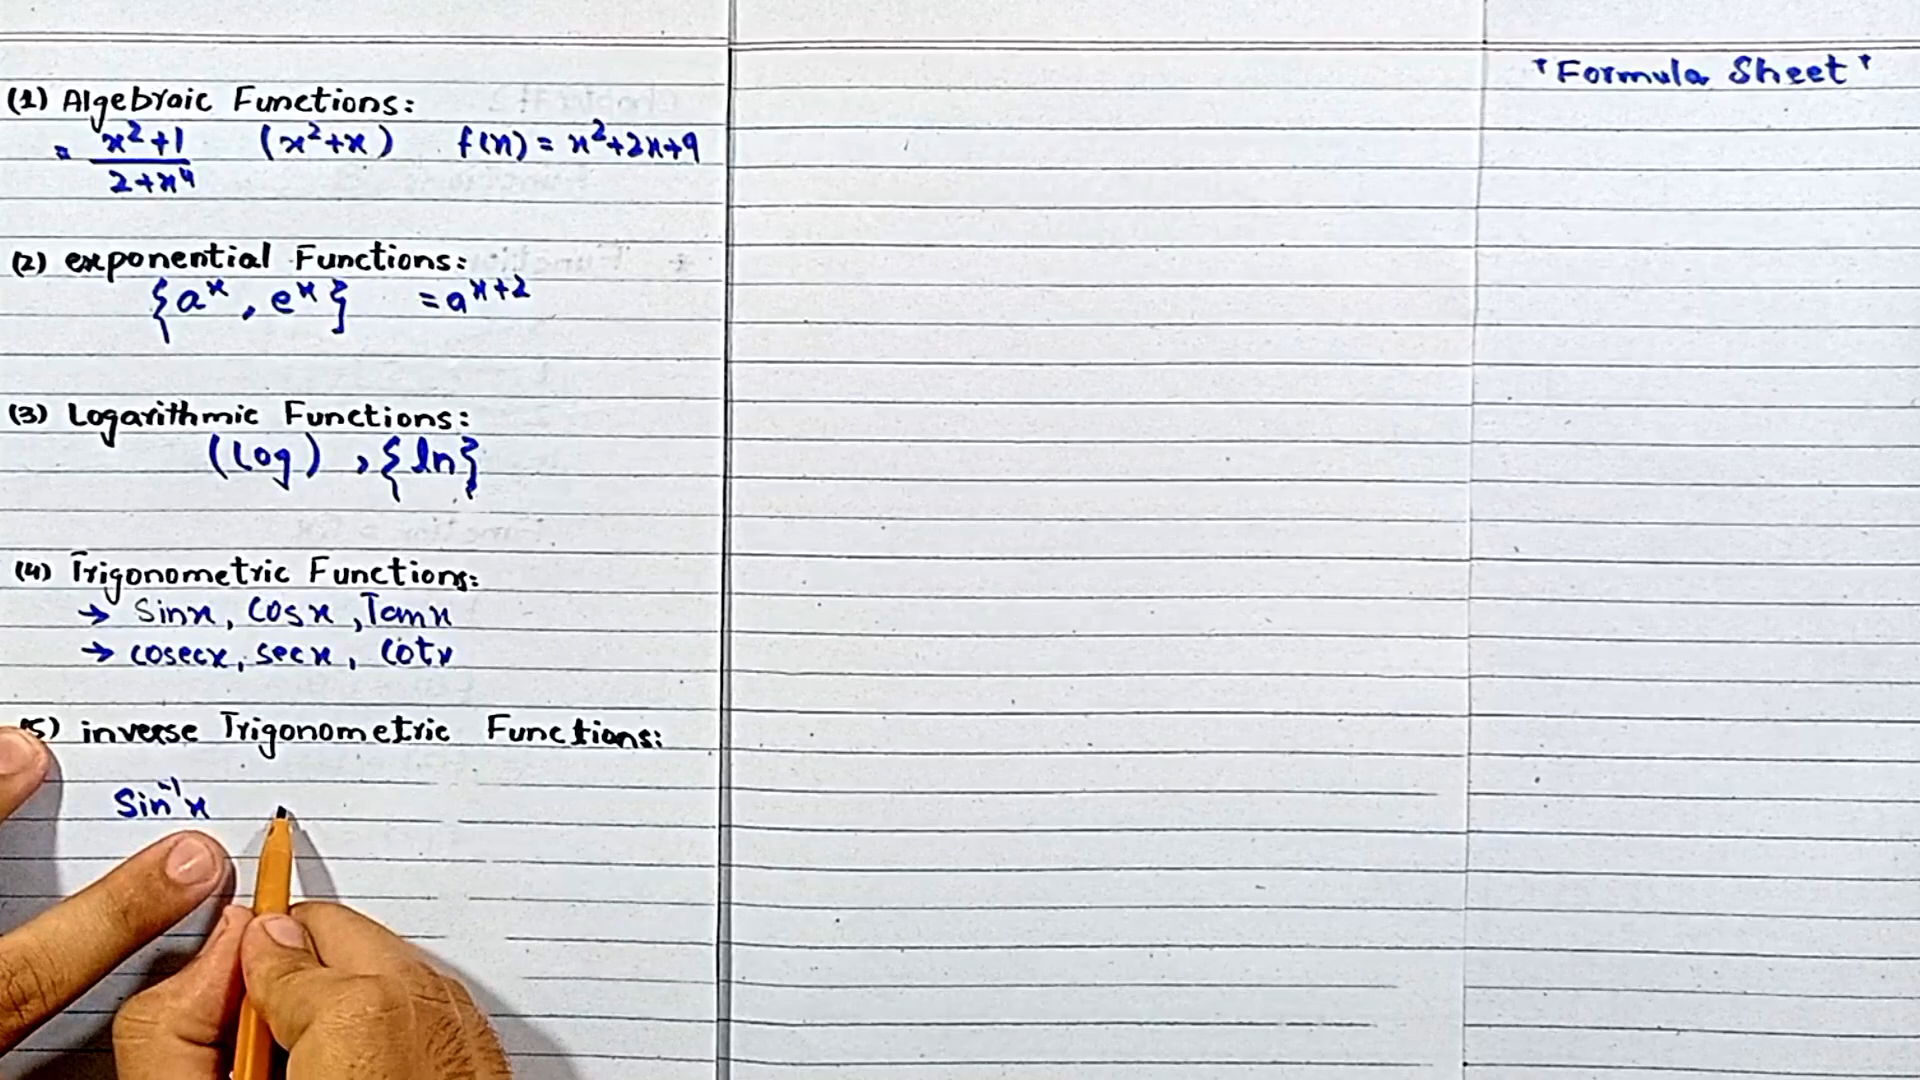 (1) Algebraic Functions:
= x²+1 / 2+x⁴ (x²+x) f(x) = x²+2x+9
(2) exponential Functions:
{aˣ, eˣ} = aˣ⁺²
(3) Logarithmic Functions:
(log), {ln}
(4) Trigonometric Functions:
→ Sinx, Cosx, Tanx
→ cosecx, secx, Cotx
(5) inverse Trigonometric Functions:
Sin⁻¹x
'Formula Sheet'